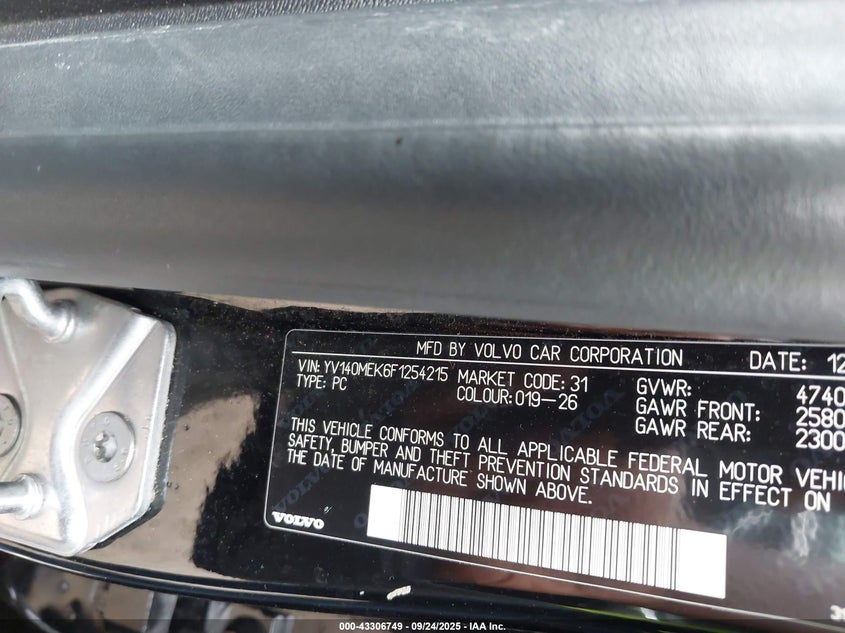 MFD BY VOLVO CAR CORPORATION DATE: 12
VIN: YV140MEK6F1254215 MARKET CODE: 31 GVWR: 4740
TYPE: PC COLOUR: 019-26 GAWR FRONT: 2580
GAWR REAR: 2300
THIS VEHICLE CONFORMS TO ALL APPLICABLE FEDERAL MOTOR VEHIC
SAFETY, BUMPER AND THEFT PREVENTION STANDARDS IN EFFECT ON
THE DATE OF MANUFACTURE SHOWN ABOVE.
VOLVO
000-43306749 - 09/24/2025 - IAA Inc.